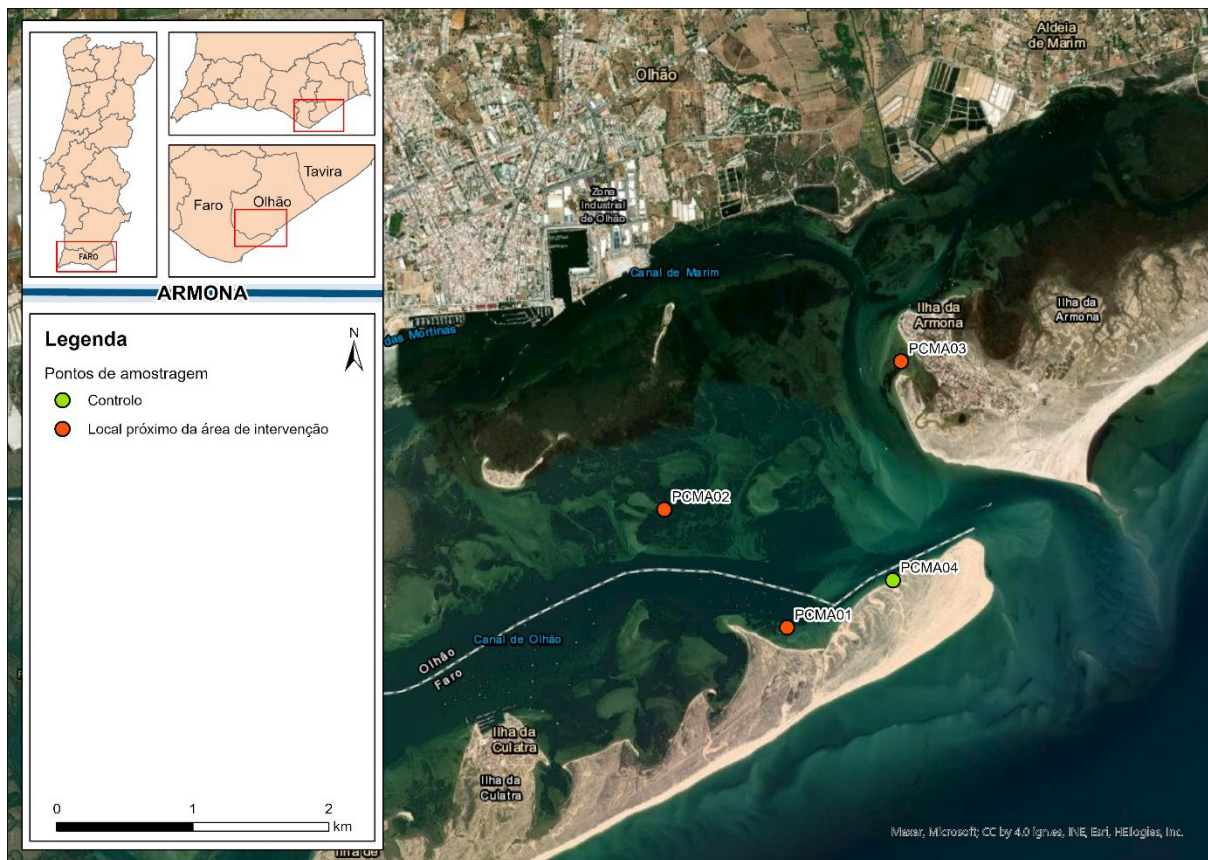 Tavira
Faro
Olhão
FARO
ARMONA
Legenda
N
Pontos de amostragem
Controlo
Local próximo da área de intervenção
0
1
2
km
Aldeia
de Marim
Olhão
Zona
Industrial
de Olhão
Canal de Marim
das Mortinas
Ilha da
Armona
Ilha da
Armona
PCMA03
PCMA02
PCMA04
PCMA01
Canal de Olhão
Olhão
Faro
Ilha da
Culatra
Ilha da
Culatra
Ilha de
Maxar, Microsoft; CC by 4.0 ign.es, INE, Esri, HERE, Inc.